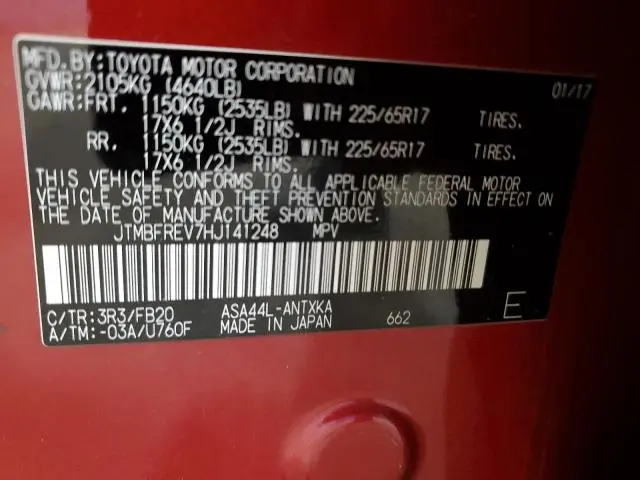 MFD. BY: TOYOTA MOTOR CORPORATION
GVWR: 2105KG (4640LB) 01/17
GAWR: FRT. 1150KG (2535LB) WITH 225/65R17 TIRES.
17X6 1/2J RIMS.
RR. 1150KG (2535LB) WITH 225/65R17 TIRES.
17X6 1/2J RIMS.
THIS VEHICLE CONFORMS TO ALL APPLICABLE FEDERAL MOTOR
VEHICLE SAFETY AND THEFT PREVENTION STANDARDS IN EFFECT ON
THE DATE OF MANUFACTURE SHOWN ABOVE.
JTMBFREV7HJ141248 MPV
C/TR: 3R3/FB20 ASA44L-ANTXKA
A/TM: -03A/U760F MADE IN JAPAN 662 E